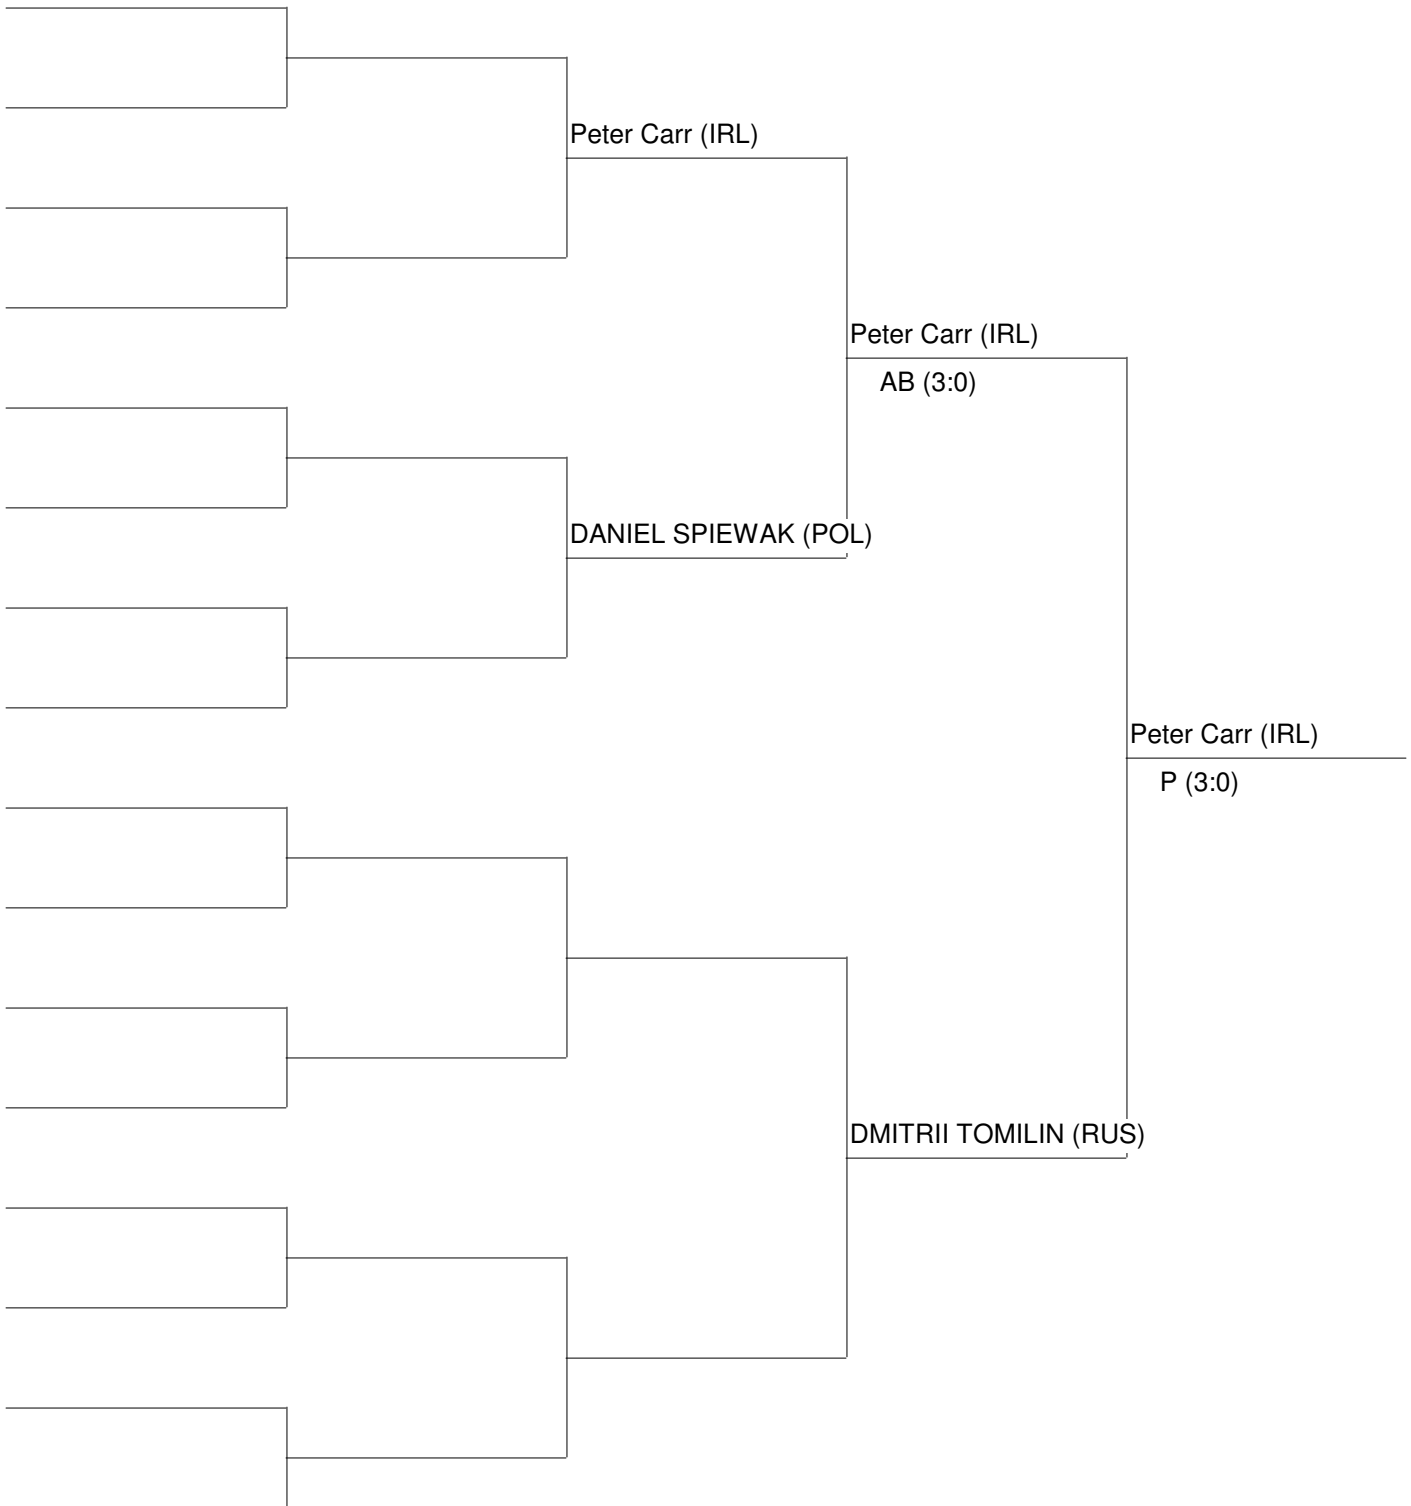 Peter Carr (IRL)
Peter Carr (IRL)
AB (3:0)
DANIEL SPIEWAK (POL)
Peter Carr (IRL)
P (3:0)
DMITRII TOMILIN (RUS)